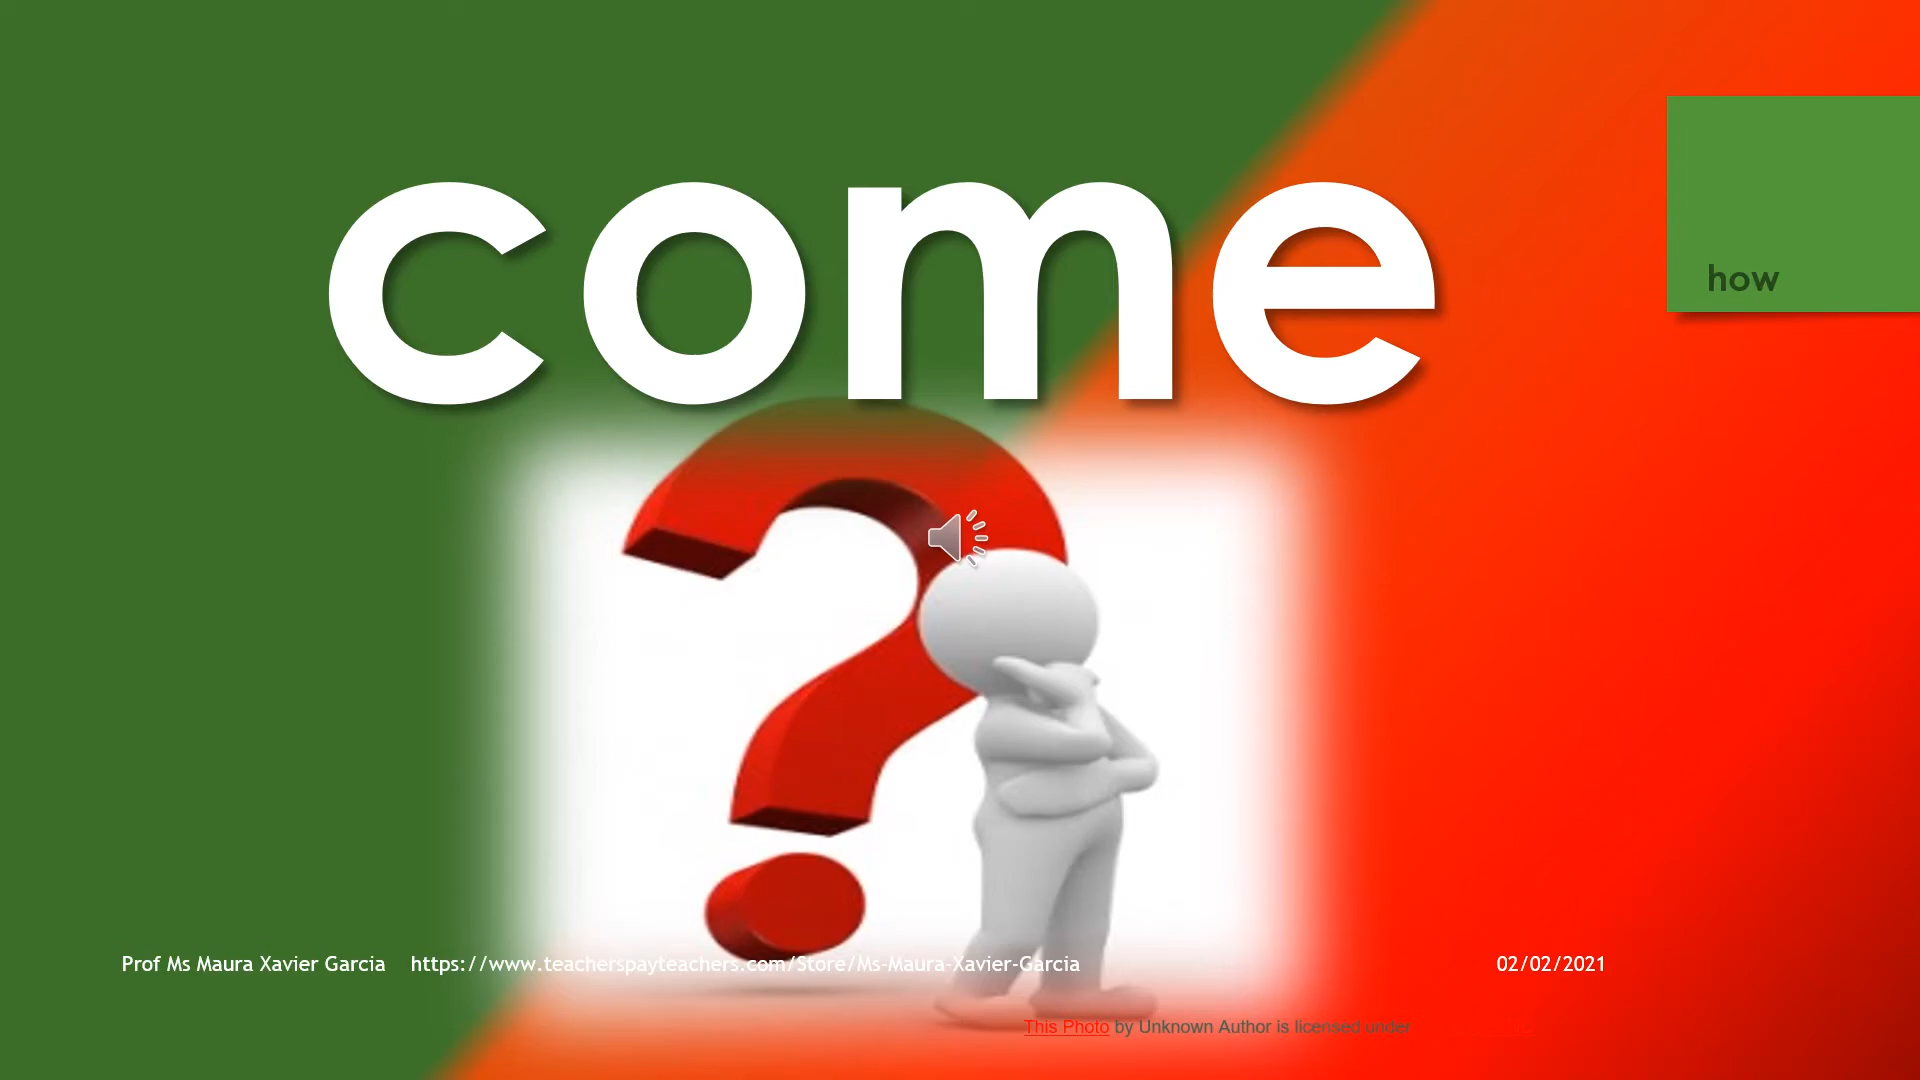 come
how
Prof Ms Maura Xavier Garcia https://www.teacherspayteachers.com/Store/Ms-Maura-Xavier-Garcia 02/02/2021
This Photo by Unknown Author is licensed under